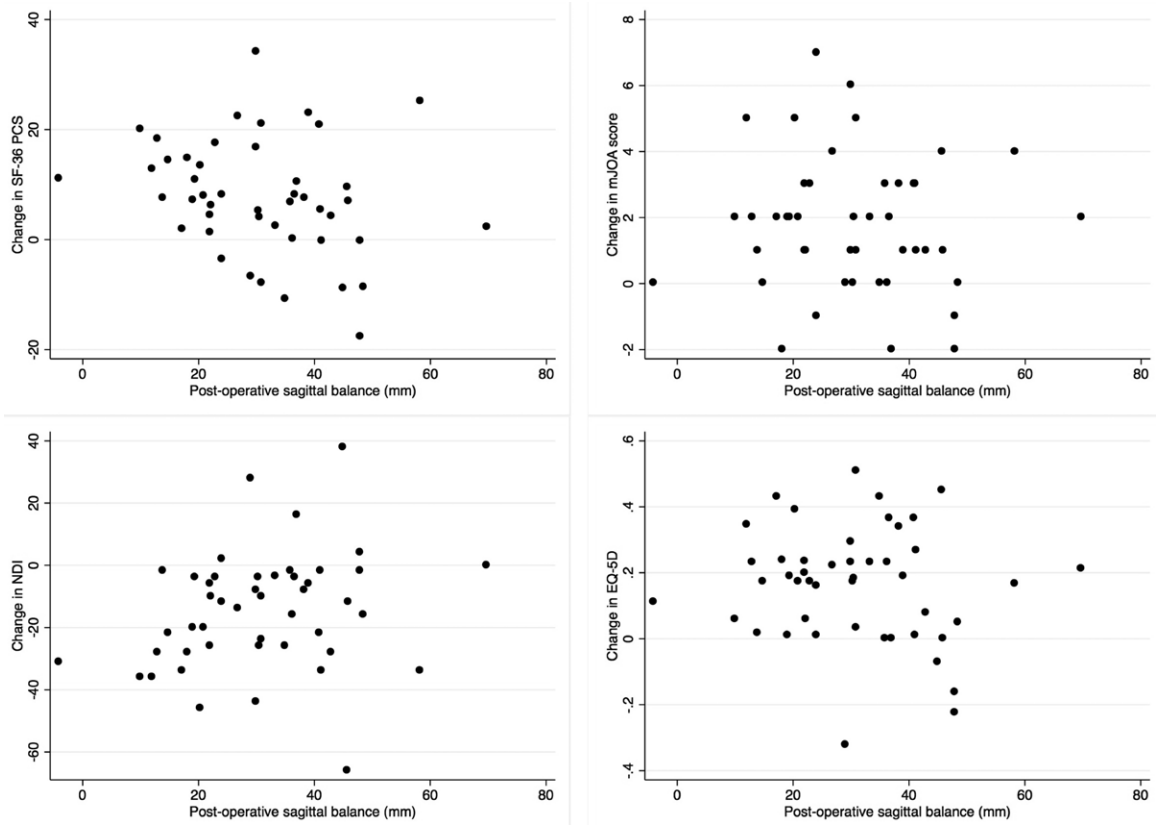 Change in SF-36 PCS
40
20
0
-20
0 20 40 60 80
Post-operative sagittal balance (mm)
Change in mJOA score
8
6
4
2
0
-2
0 20 40 60 80
Post-operative sagittal balance (mm)
Change in NDI
40
20
0
-20
-40
-60
0 20 40 60 80
Post-operative sagittal balance (mm)
Change in EQ-5D
.6
.4
.2
0
-.2
-.4
0 20 40 60 80
Post-operative sagittal balance (mm)